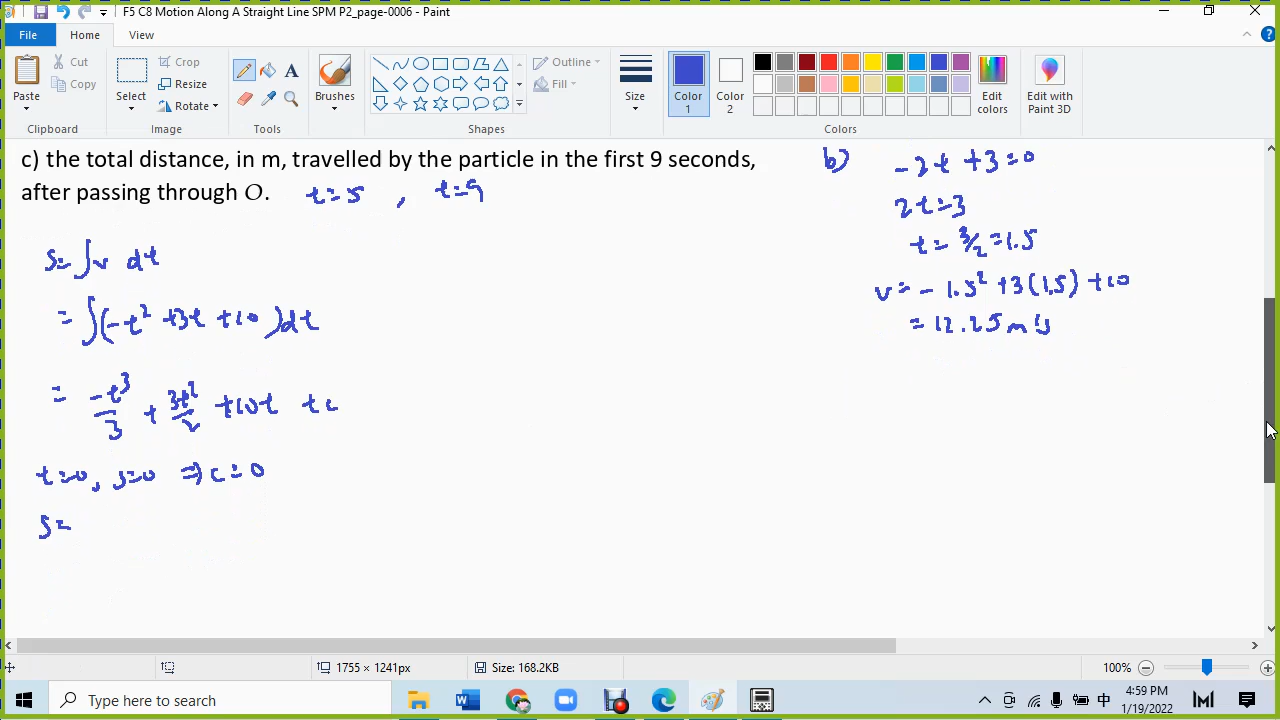 F5 C8 Motion Along A Straight Line SPM P2_page-0006 - Paint
File Home View
Paste Cut Copy Clipboard
Select Crop Resize Rotate Image
Tools
Brushes
Shapes Outline Fill
Size
Color 1 Color 2 Colors
Edit colors
Edit with Paint 3D
c) the total distance, in m, travelled by the particle in the first 9 seconds,
after passing through O. t=5 , t=9
s=∫v dt
= ∫(-t² +3t +10)dt
= -t³/3 + 3t²/2 +10t +c
t=0, s=0 ⇒ c=0
s=
b) -2t +3=0
2t=3
t= 3/2 =1.5
v= - 1.5² +3(1.5) +10
= 12.25 m/s
1755 × 1241px Size: 168.2KB 100%
Type here to search
中 4:59 PM
1/19/2022